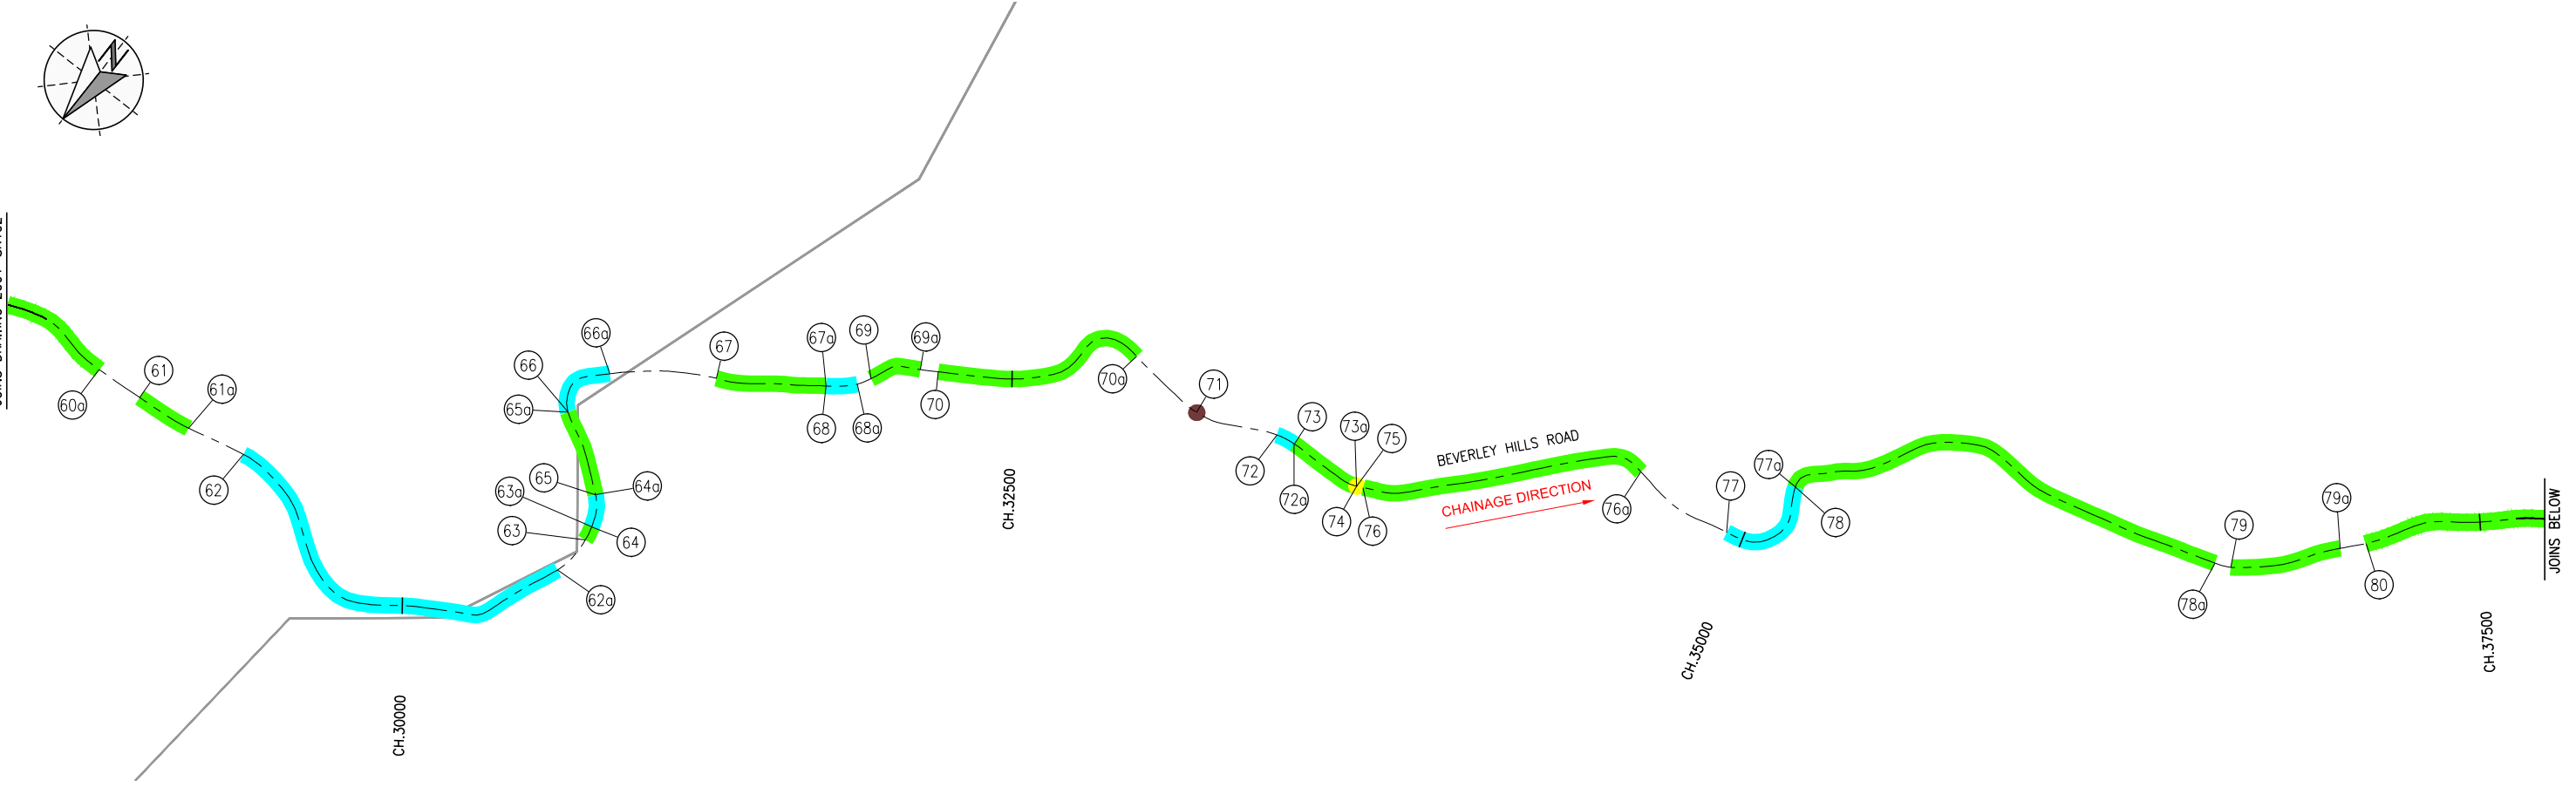 N
60a
61
61a
62
62a
63
63a
64
64a
65
65a
66
66a
67
67a
68
68a
69
69a
70
70a
71
72
72a
73
73a
74
75
76
76a
77
77a
78
78a
79
79a
80
BEVERLEY HILLS ROAD
CHAINAGE DIRECTION
CH.30000
CH.32500
CH.35000
CH.37500
JOINS BELOW